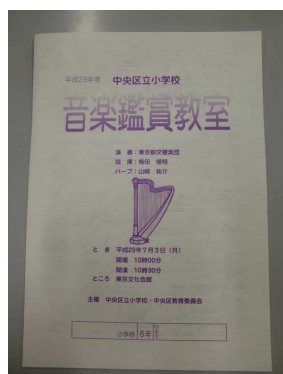 平成29年度 中央区立小学校
音楽鑑賞教室
演奏:東京都交響楽団
指揮:梅田 俊明
ハープ:山崎 祐介
とき 平成29年7月3日(月)
開場 10時00分
開演 10時30分
ところ 東京文化会館
主催 中央区立小学校・中央区教育委員会
小学校 6年